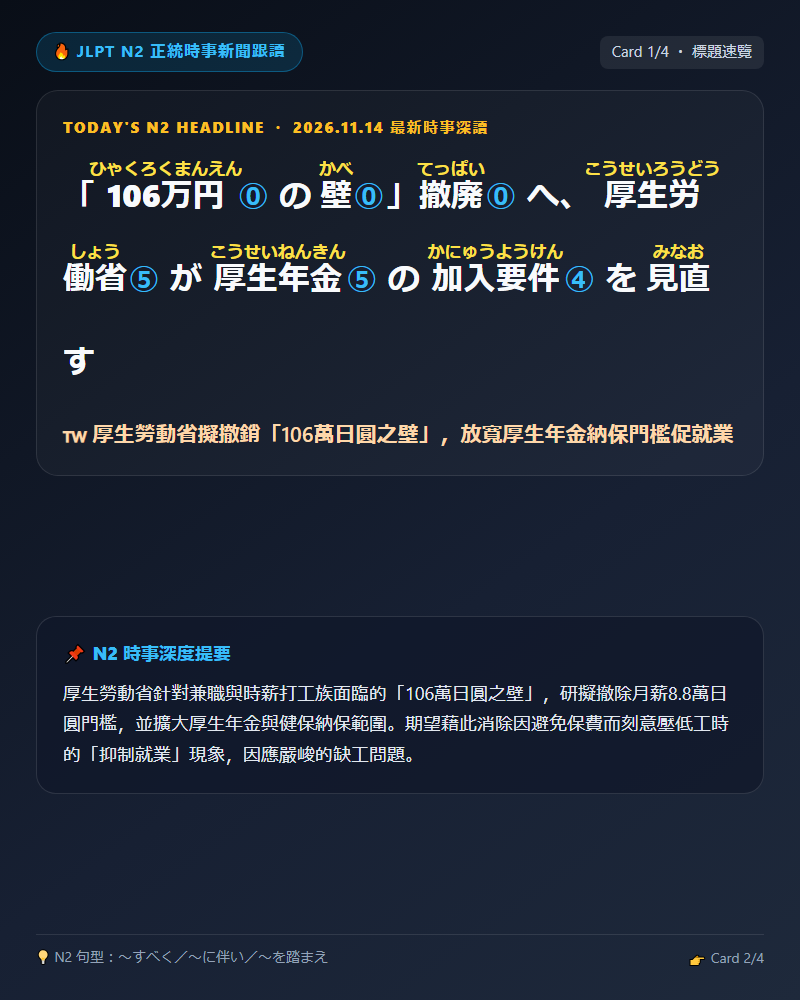 🔥 JLPT N2 正統時事新聞跟讀
Card 1/4 ・ 標題速覽
TODAY'S N2 HEADLINE ・ 2026.11.14 最新時事深讀
ひゃくろくまんえん かべ てっぱい こうせいろうどう
「106万円 ⓪ の 壁⓪」撤廃⓪ へ、厚生労
しょう こうせいねんきん かにゅうようけん みなお
働省⑤ が 厚生年金⑤ の 加入要件④ を 見直
す
TW 厚生勞動省擬撤銷「106萬日圓之壁」，放寬厚生年金納保門檻促就業
📌 N2 時事深度提要
厚生勞動省針對兼職與時薪打工族面臨的「106萬日圓之壁」，研擬撤除月薪8.8萬日
圓門檻，並擴大厚生年金與健保納保範圍。期望藉此消除因避免保費而刻意壓低工時
的「抑制就業」現象，因應嚴峻的缺工問題。
💡 N2 句型：～すべく／～に伴い／～を踏まえ
👉 Card 2/4